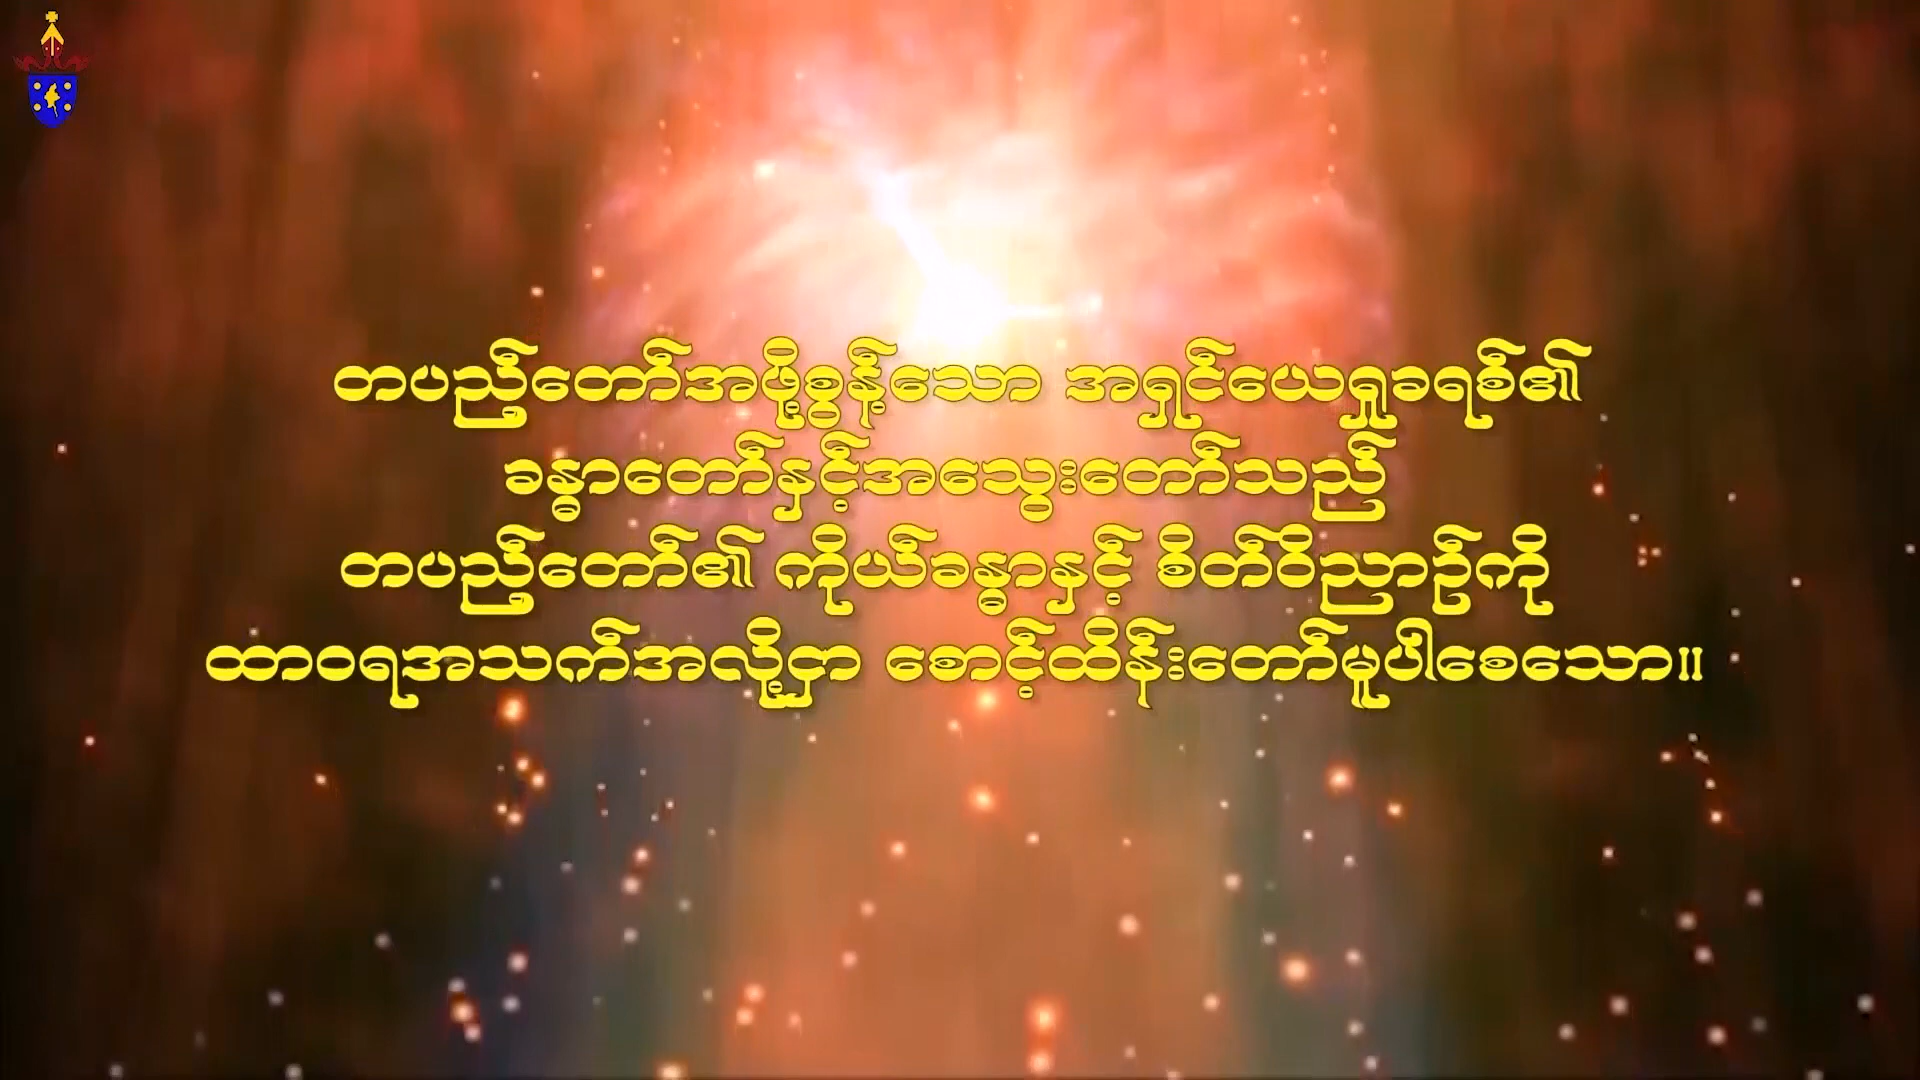 တပည့်တော်အဖို့စွန့်သော အရှင်ယေရှုခရစ်၏
ခန္ဓာတော်နှင့်အသွေးတော်သည်
တပည့်တော်၏ ကိုယ်ခန္ဓာနှင့် စိတ်ဝိညာဉ်ကို
ထာဝရအသက်အလို့ငှာ စောင့်ထိန်းတော်မူပါစေသော။